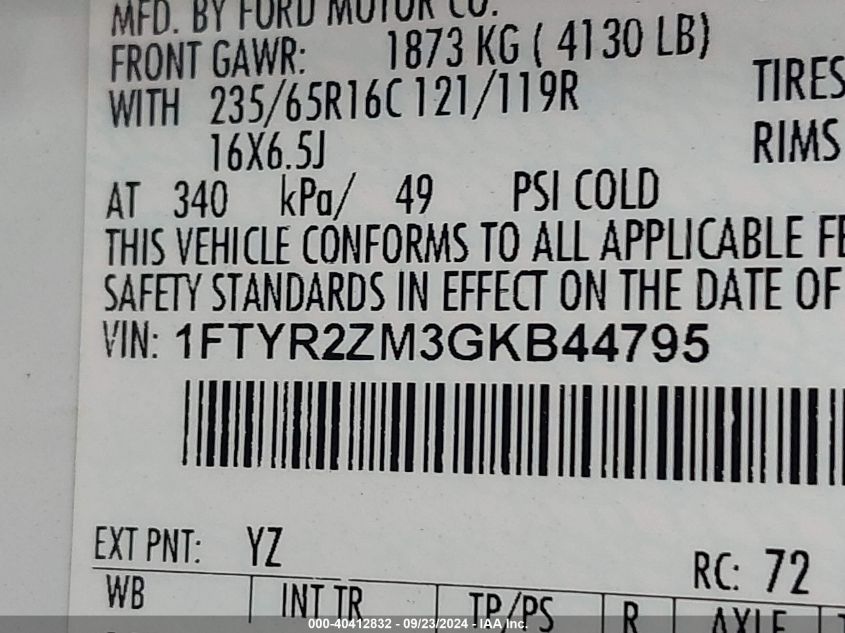 MFD. BY FORD MOTOR CO.
FRONT GAWR: 1873 KG ( 4130 LB)
WITH 235/65R16C 121/119R TIRES
16X6.5J RIMS
AT 340 kPa/ 49 PSI COLD
THIS VEHICLE CONFORMS TO ALL APPLICABLE FE
SAFETY STANDARDS IN EFFECT ON THE DATE OF
VIN: 1FTYR2ZM3GKB44795
EXT PNT: YZ RC: 72
WB INT TR TP/PS R AXLE
000-40412832 - 09/23/2024 - IAA Inc.